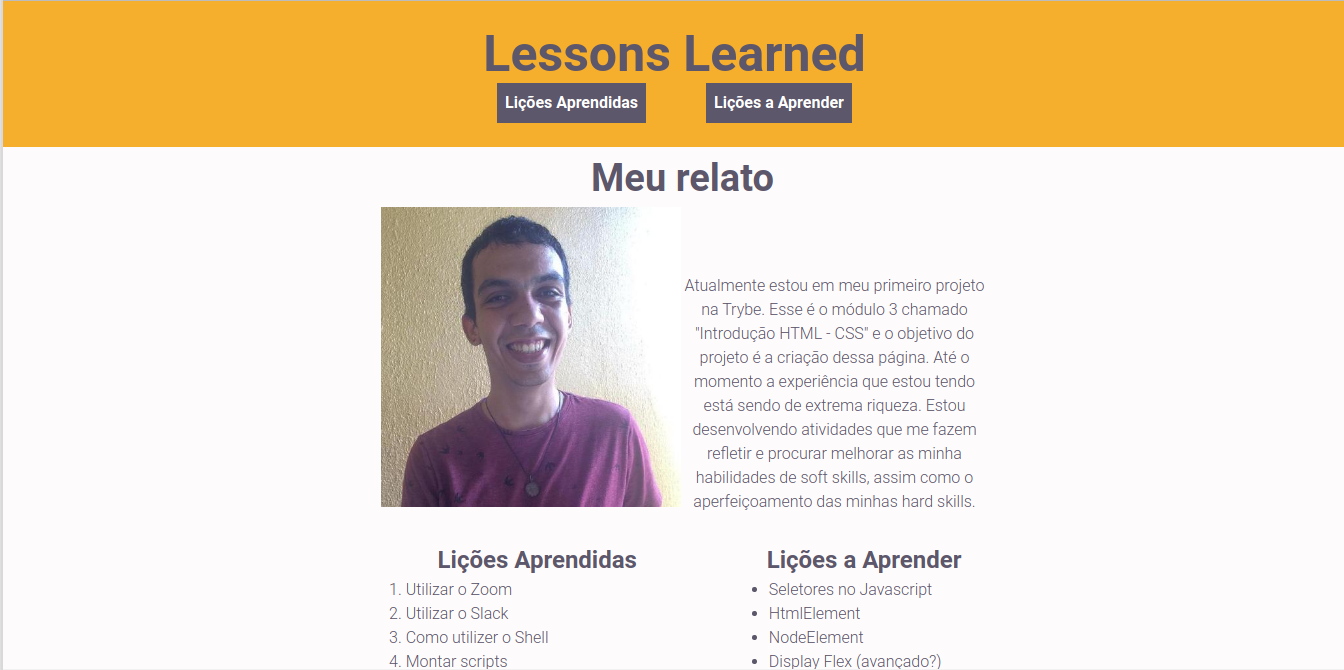 Lessons Learned
Lições Aprendidas
Lições a Aprender
Meu relato
Atualmente estou em meu primeiro projeto
na Trybe. Esse é o módulo 3 chamado
"Introdução HTML - CSS" e o objetivo do
projeto é a criação dessa página. Até o
momento a experiência que estou tendo
está sendo de extrema riqueza. Estou
desenvolvendo atividades que me fazem
refletir e procurar melhorar as minha
habilidades de soft skills, assim como o
aperfeiçoamento das minhas hard skills.
Lições Aprendidas
1. Utilizar o Zoom
2. Utilizar o Slack
3. Como utilizer o Shell
4. Montar scripts
Lições a Aprender
• Seletores no Javascript
• HtmlElement
• NodeElement
• Display Flex (avançado?)